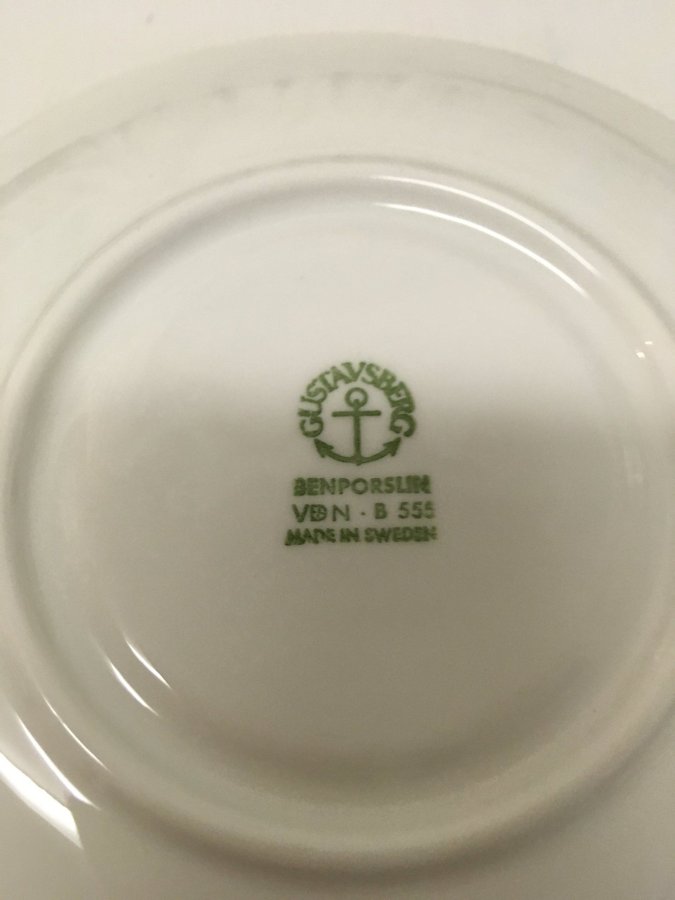 GUSTAVSBERG
BENPORSLIN
VDN · B 555
MADE IN SWEDEN